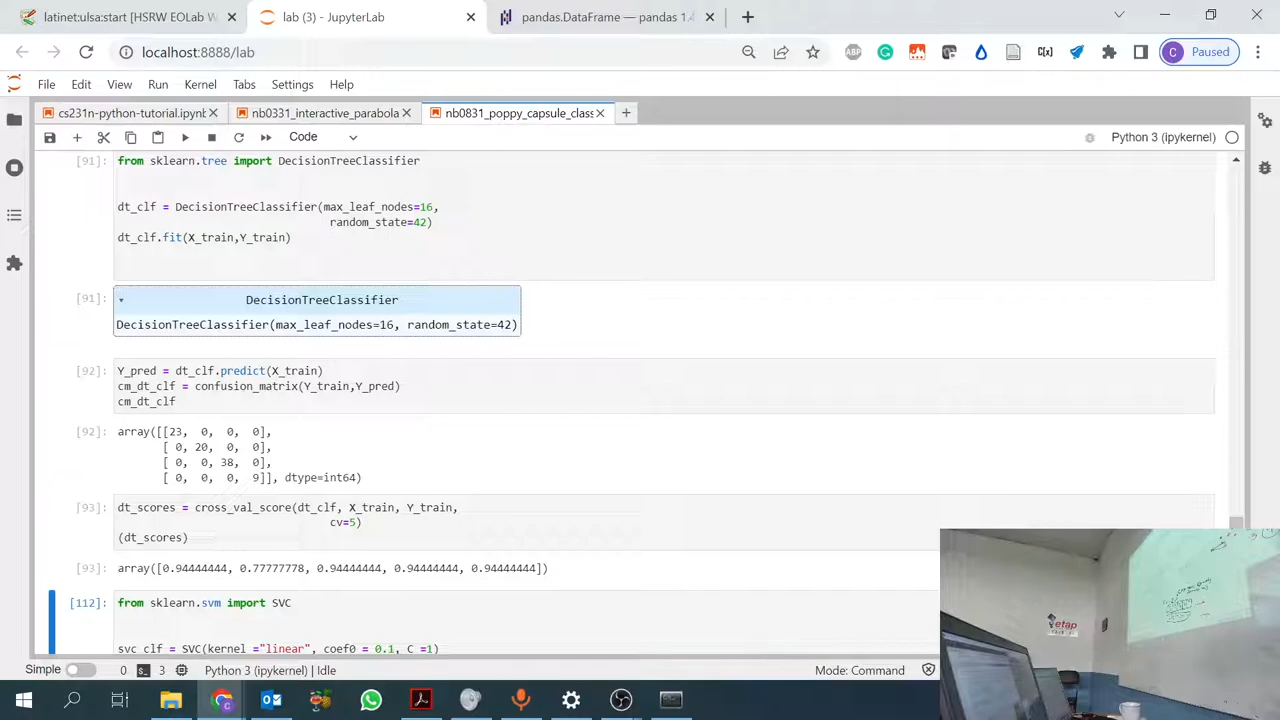 latinet:ulsa:start [HSRW EOLab W
lab (3) - JupyterLab
pandas.DataFrame — pandas 1.4
localhost:8888/lab
ABP
C[x]
C
Paused
File Edit View Run Kernel Tabs Settings Help
cs231n-python-tutorial.ipynb
nb0331_interactive_parabola
nb0831_poppy_capsule_class
Code
Python 3 (ipykernel)
[91]: from sklearn.tree import DecisionTreeClassifier
dt_clf = DecisionTreeClassifier(max_leaf_nodes=16,
random_state=42)
dt_clf.fit(X_train,Y_train)
[91]: DecisionTreeClassifier
DecisionTreeClassifier(max_leaf_nodes=16, random_state=42)
[92]: Y_pred = dt_clf.predict(X_train)
cm_dt_clf = confusion_matrix(Y_train,Y_pred)
cm_dt_clf
[92]: array([[23, 0, 0, 0],
[ 0, 20, 0, 0],
[ 0, 0, 38, 0],
[ 0, 0, 0, 9]], dtype=int64)
[93]: dt_scores = cross_val_score(dt_clf, X_train, Y_train,
cv=5)
(dt_scores)
[93]: array([0.94444444, 0.77777778, 0.94444444, 0.94444444, 0.94444444])
[112]: from sklearn.svm import SVC
svc_clf = SVC(kernel ="linear", coef0 = 0.1, C =1)
etap
Simple 0 3 Python 3 (ipykernel) | Idle Mode: Command